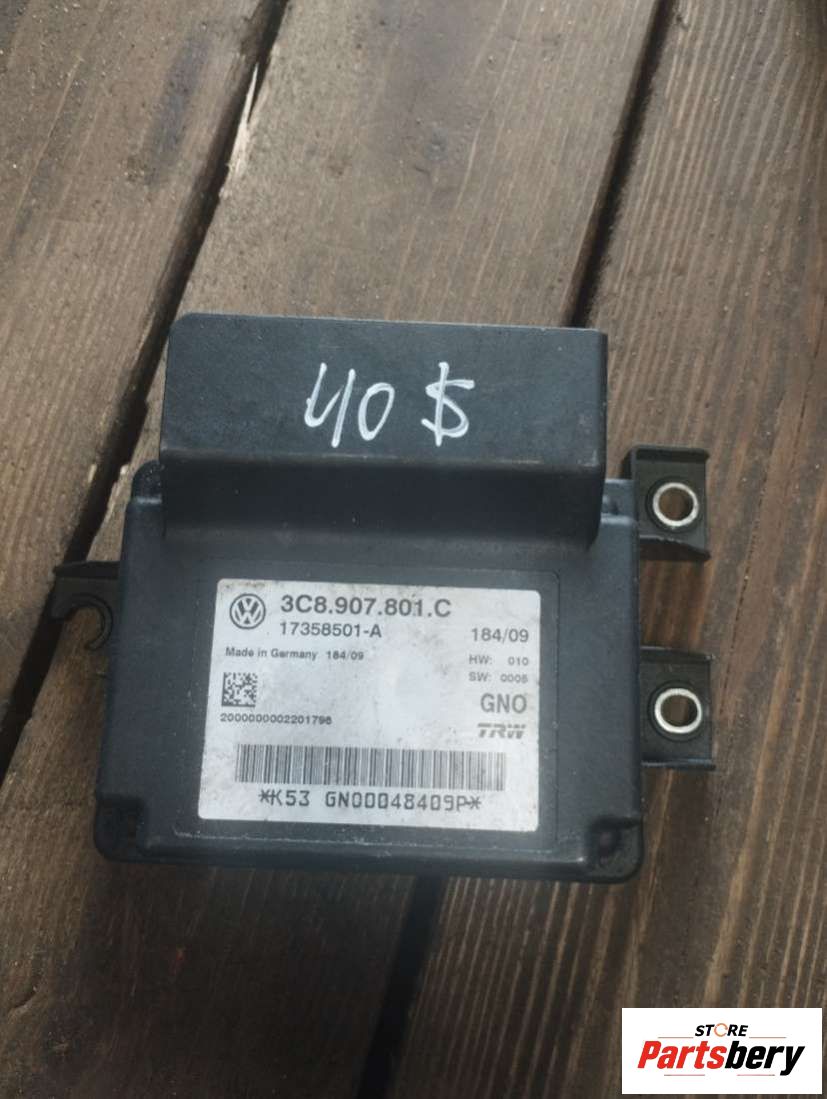 40 $
3C8.907.801.C
17358501-A
184/09
Made in Germany 184/09
HW: 010
SW: 0005
GNO
2000000002201796
TRW
*K53 GNO0048409P*
STORE
Partsbery